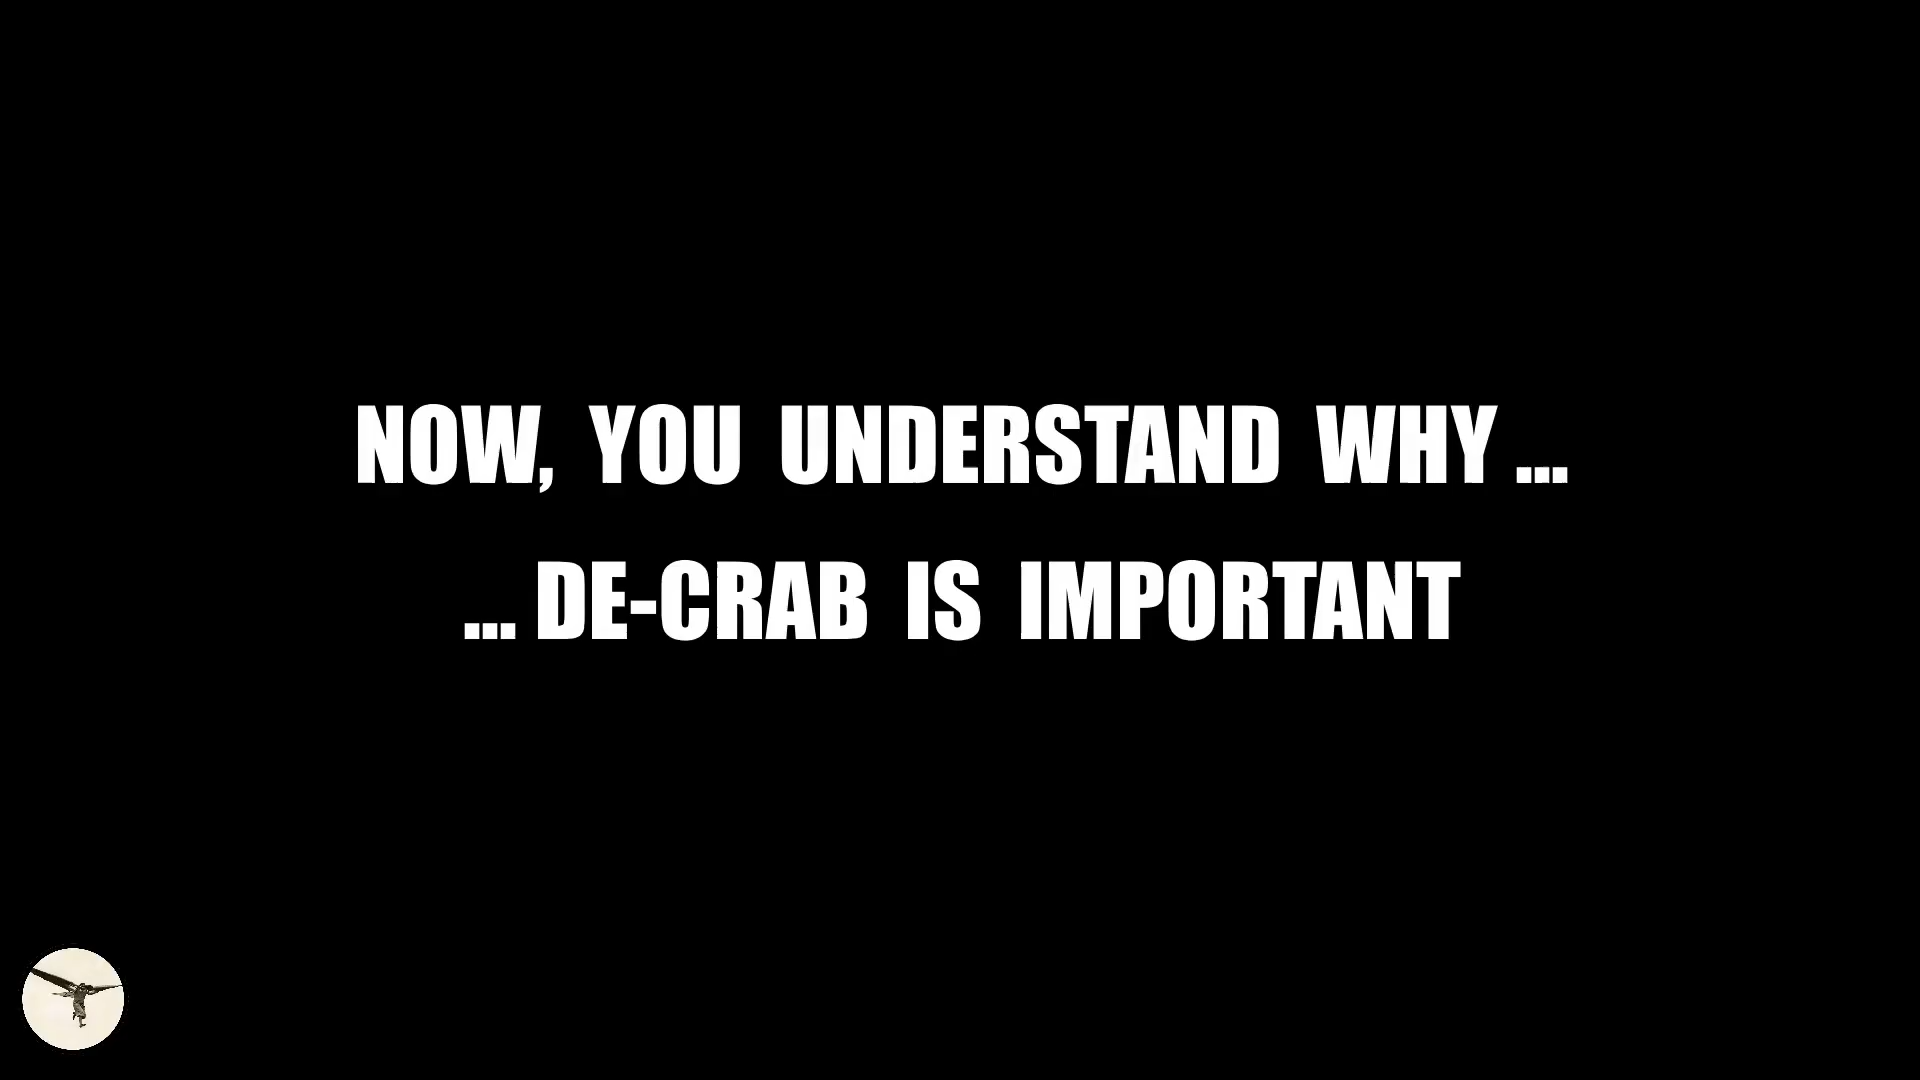 NOW, YOU UNDERSTAND WHY ...
... DE-CRAB IS IMPORTANT